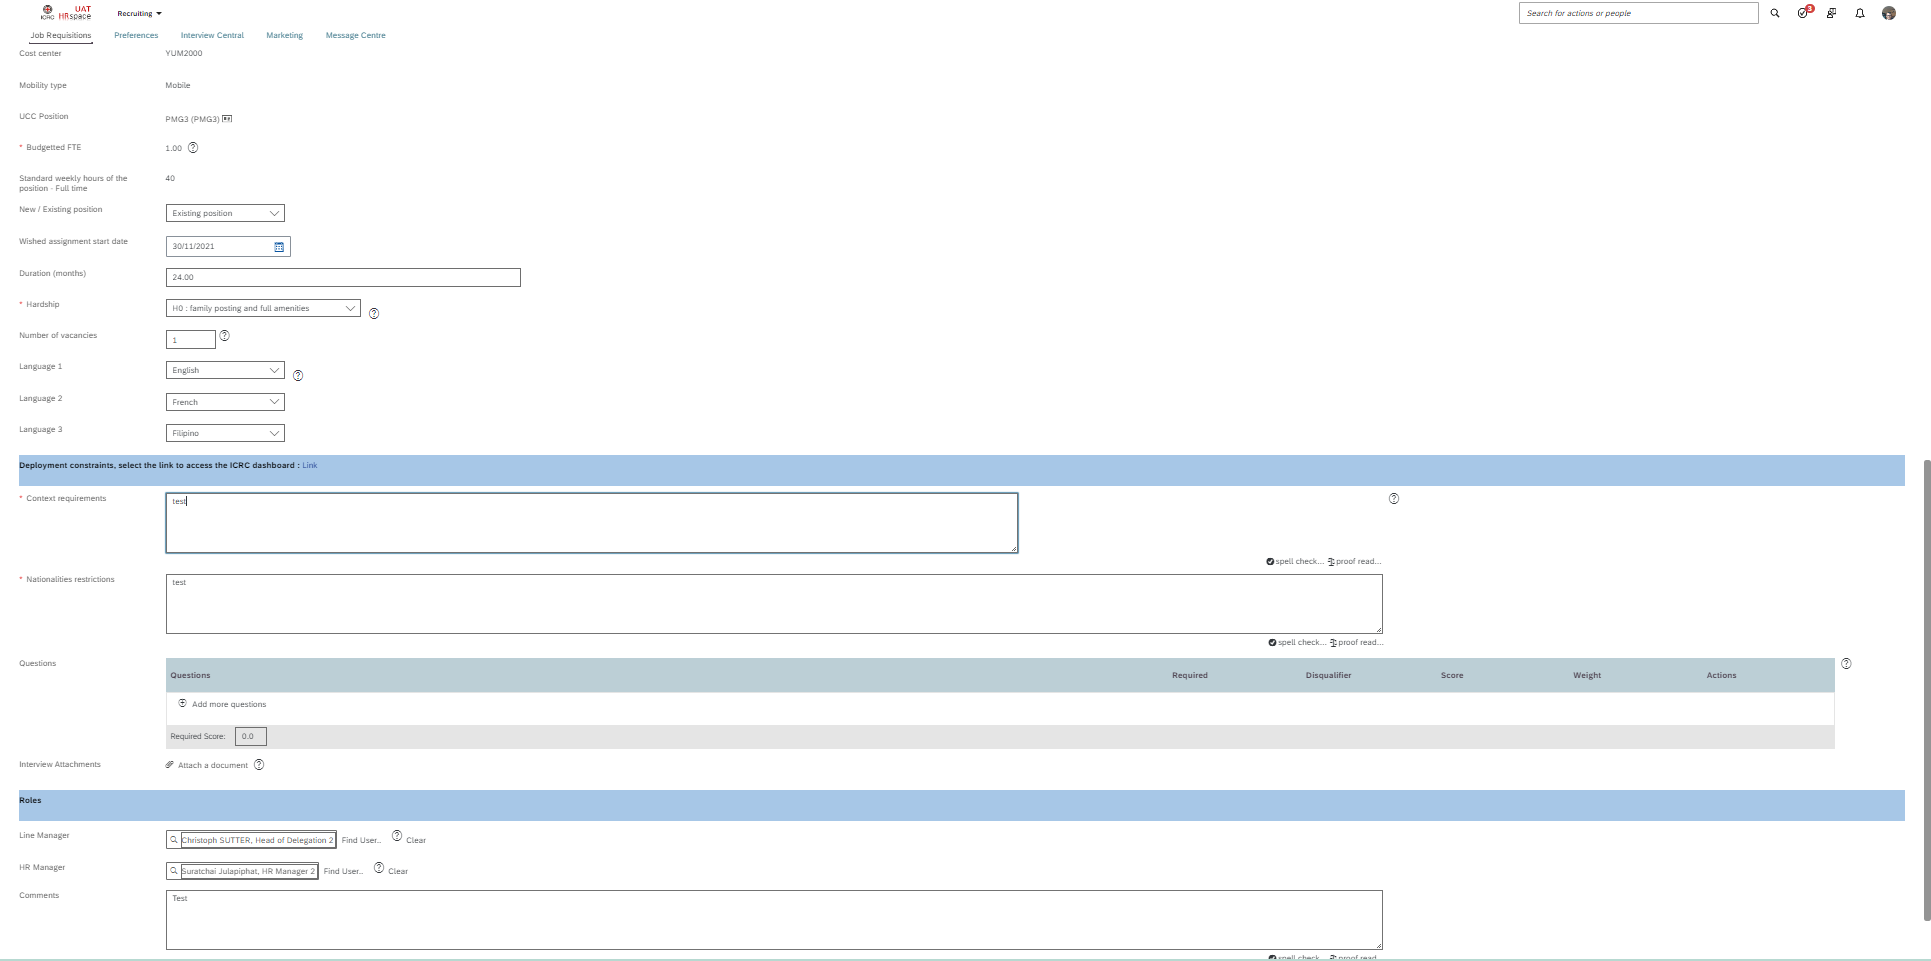 UAT
ICRC HRspace
Recruiting
Search for actions or people
3
Job Requisitions Preferences Interview Central Marketing Message Centre
Cost center YUM2000
Mobility type Mobile
UCC Position PMG3 (PMG3)
* Budgetted FTE 1.00
Standard weekly hours of the position - Full time 40
New / Existing position Existing position
Wished assignment start date 30/11/2021
Duration (months) 24.00
* Hardship H0 : family posting and full amenities
Number of vacancies 1
Language 1 English
Language 2 French
Language 3 Filipino
Deployment constraints, select the link to access the ICRC dashboard : Link
* Context requirements test
spell check... proof read...
* Nationalities restrictions test
spell check... proof read...
Questions Questions Required Disqualifier Score Weight Actions
Add more questions
Required Score: 0.0
Interview Attachments Attach a document
Roles
Line Manager Christoph SUTTER, Head of Delegation 2 Find User... Clear
HR Manager Suratchai Julapiphat, HR Manager 2 Find User... Clear
Comments Test
spell check... proof read...